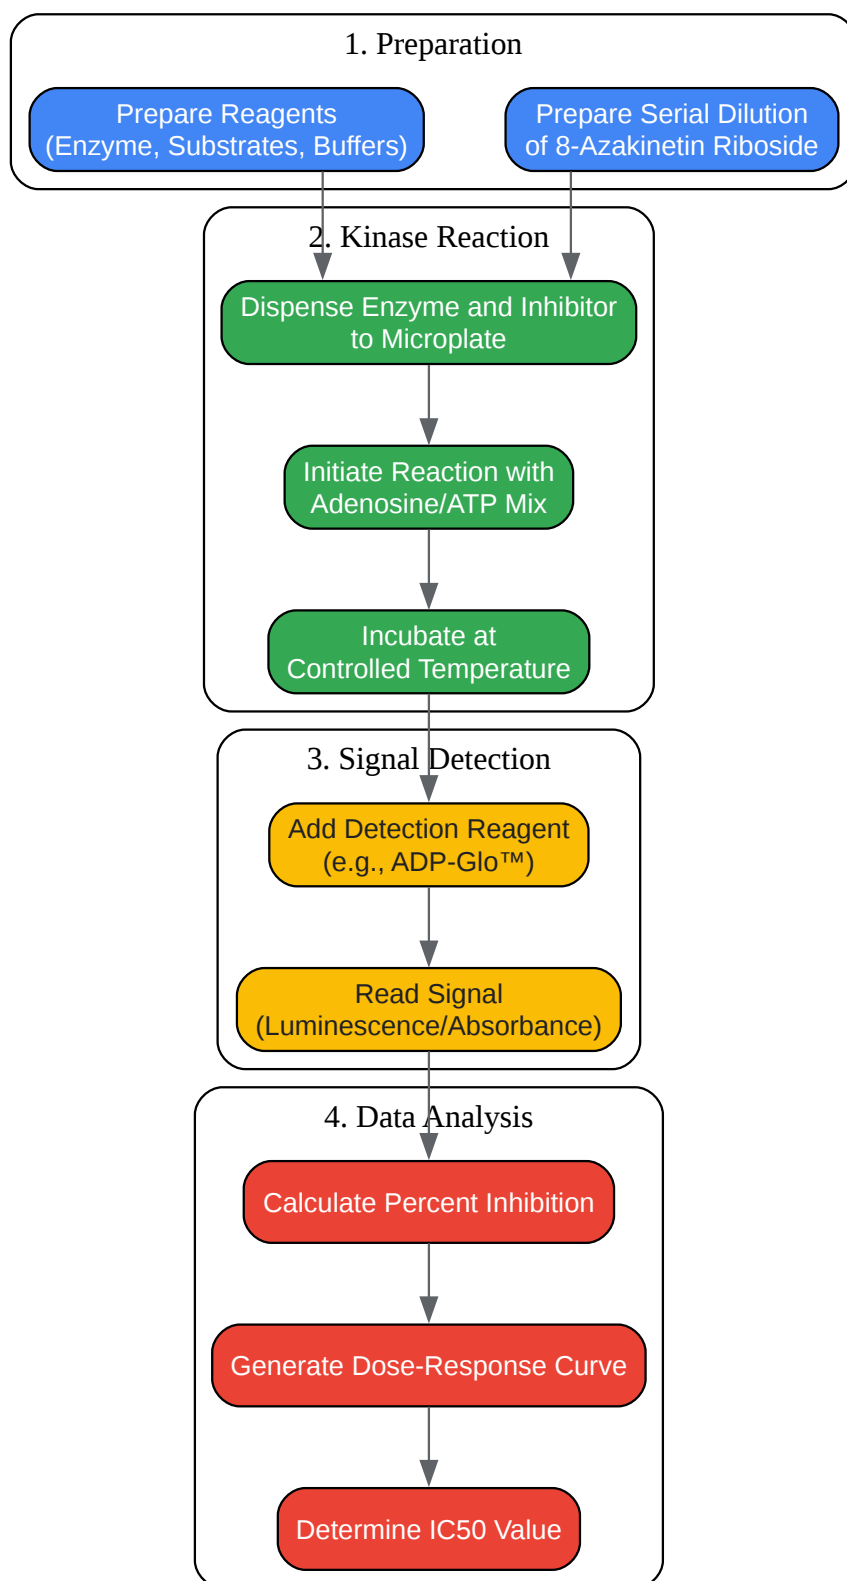 1. Preparation
Prepare Reagents
(Enzyme, Substrates, Buffers)
Prepare Serial Dilution
of 8-Azakinetin Riboside
2. Kinase Reaction
Dispense Enzyme and Inhibitor
to Microplate
Initiate Reaction with
Adenosine/ATP Mix
Incubate at
Controlled Temperature
3. Signal Detection
Add Detection Reagent
(e.g., ADP-Glo™)
Read Signal
(Luminescence/Absorbance)
4. Data Analysis
Calculate Percent Inhibition
Generate Dose-Response Curve
Determine IC50 Value